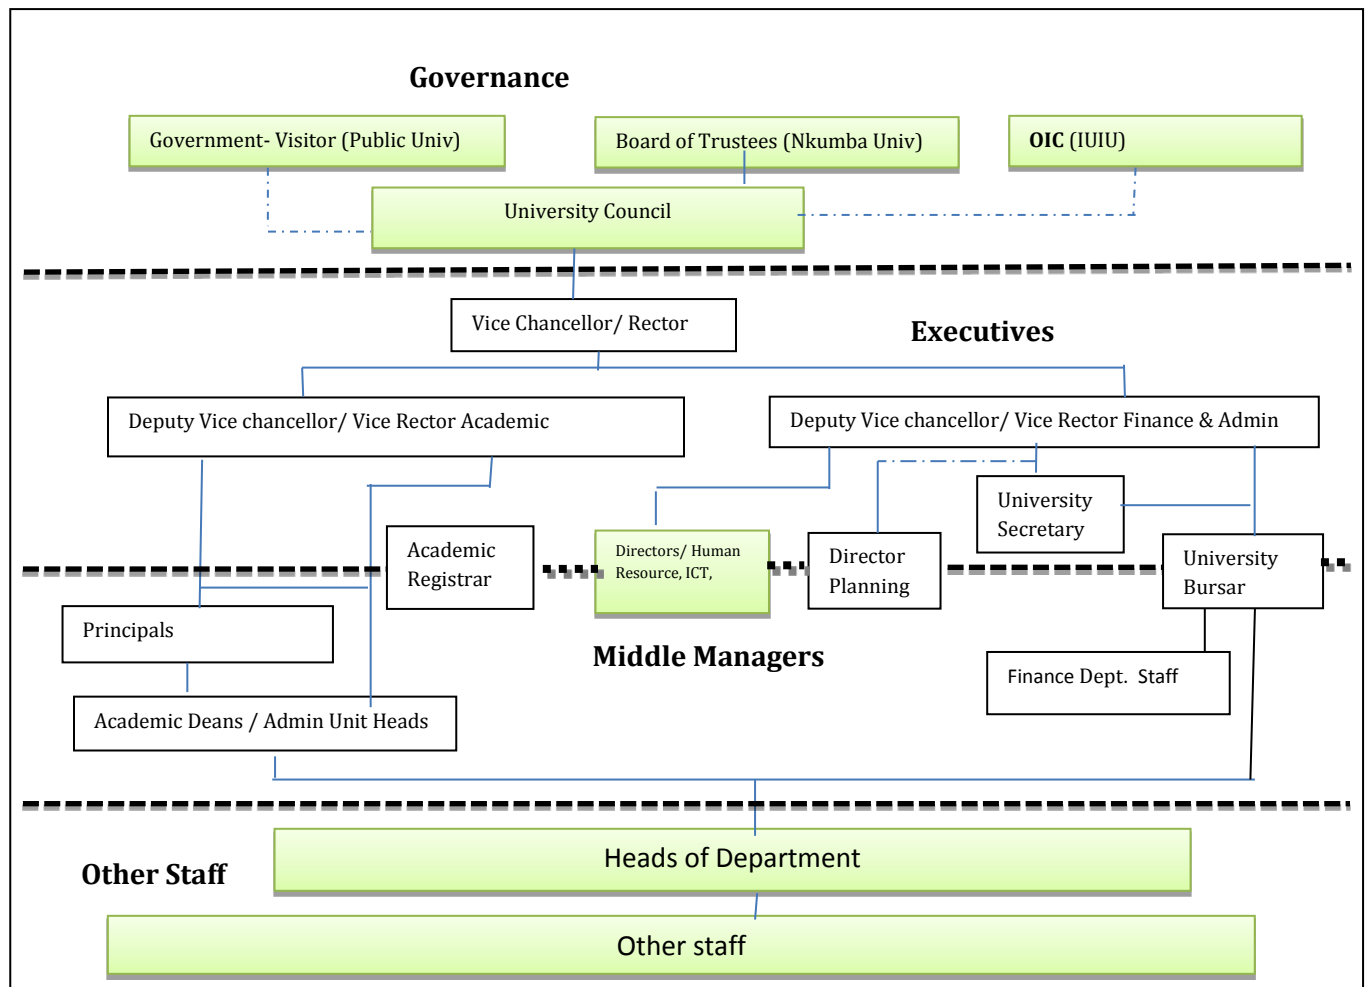 Governance
Government- Visitor (Public Univ)
Board of Trustees (Nkumba Univ)
OIC (IUIU)
University Council
Vice Chancellor/ Rector
Executives
Deputy Vice chancellor/ Vice Rector Academic
Deputy Vice chancellor/ Vice Rector Finance & Admin
University
Secretary
Academic
Registrar
Directors/ Human
Resource, ICT,
Director
Planning
University
Bursar
Principals
Middle Managers
Finance Dept. Staff
Academic Deans / Admin Unit Heads
Heads of Department
Other Staff
Other staff